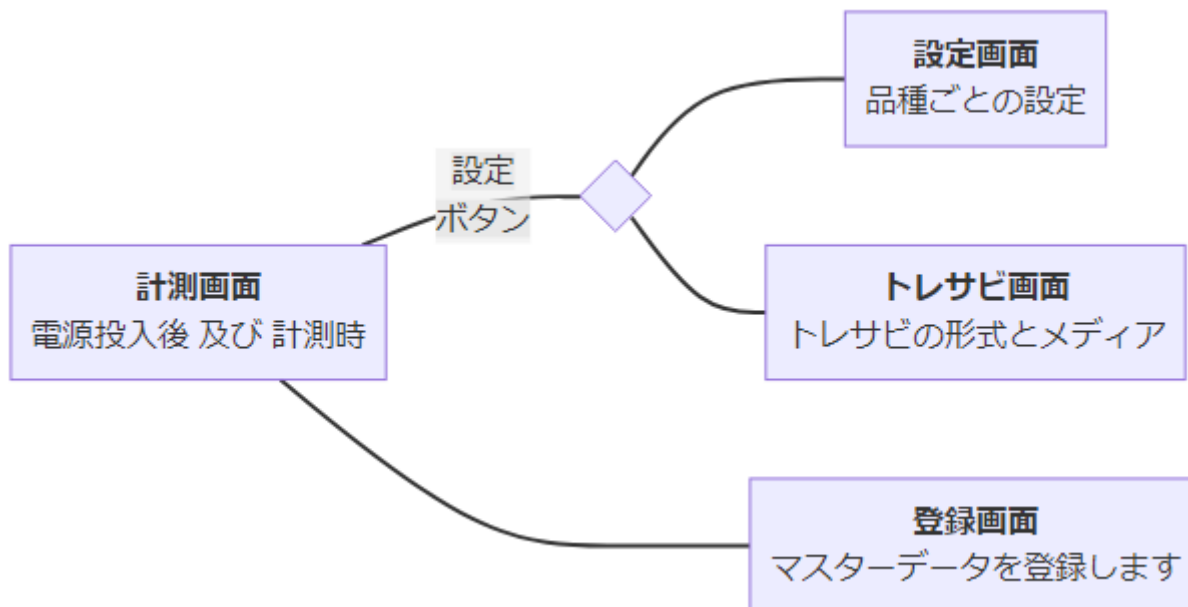 設定画面
品種ごとの設定
設定
ボタン
計測画面
電源投入後 及び 計測時
トレサビ画面
トレサビの形式とメディア
登録画面
マスターデータを登録します